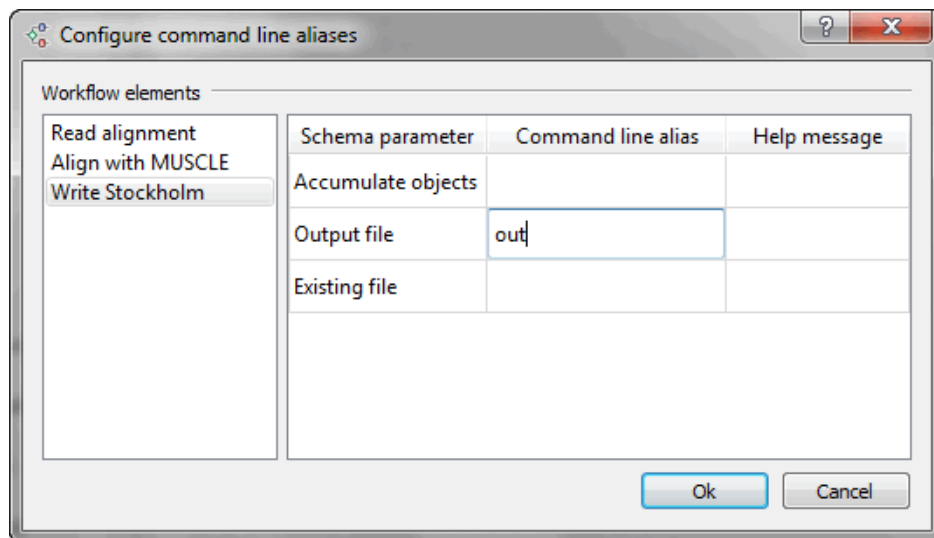 Configure command line aliases
?
X
Workflow elements
Read alignment
Align with MUSCLE
Write Stockholm
Schema parameter Command line alias Help message
Accumulate objects
Output file out
Existing file
Ok Cancel